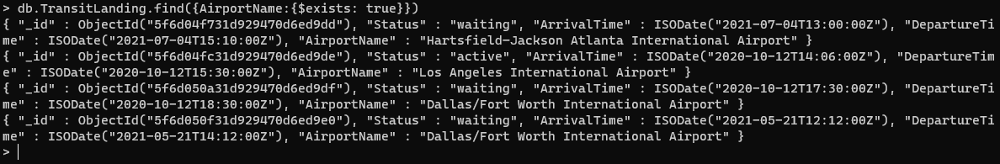 > db.TransitLanding.find({AirportName:{$exists: true}})
{ "_id" : ObjectId("5f6d04f731d929470d6ed9dd"), "Status" : "waiting", "ArrivalTime" : ISODate("2021-07-04T13:00:00Z"), "DepartureTi
me" : ISODate("2021-07-04T15:10:00Z"), "AirportName" : "Hartsfield-Jackson Atlanta International Airport" }
{ "_id" : ObjectId("5f6d04fc31d929470d6ed9de"), "Status" : "active", "ArrivalTime" : ISODate("2020-10-12T14:06:00Z"), "DepartureTim
e" : ISODate("2020-10-12T15:30:00Z"), "AirportName" : "Los Angeles International Airport" }
{ "_id" : ObjectId("5f6d050a31d929470d6ed9df"), "Status" : "waiting", "ArrivalTime" : ISODate("2020-10-12T17:30:00Z"), "DepartureTi
me" : ISODate("2020-10-12T18:30:00Z"), "AirportName" : "Dallas/Fort Worth International Airport" }
{ "_id" : ObjectId("5f6d050f31d929470d6ed9e0"), "Status" : "waiting", "ArrivalTime" : ISODate("2021-05-21T12:12:00Z"), "DepartureTi
me" : ISODate("2021-05-21T14:12:00Z"), "AirportName" : "Dallas/Fort Worth International Airport" }
>